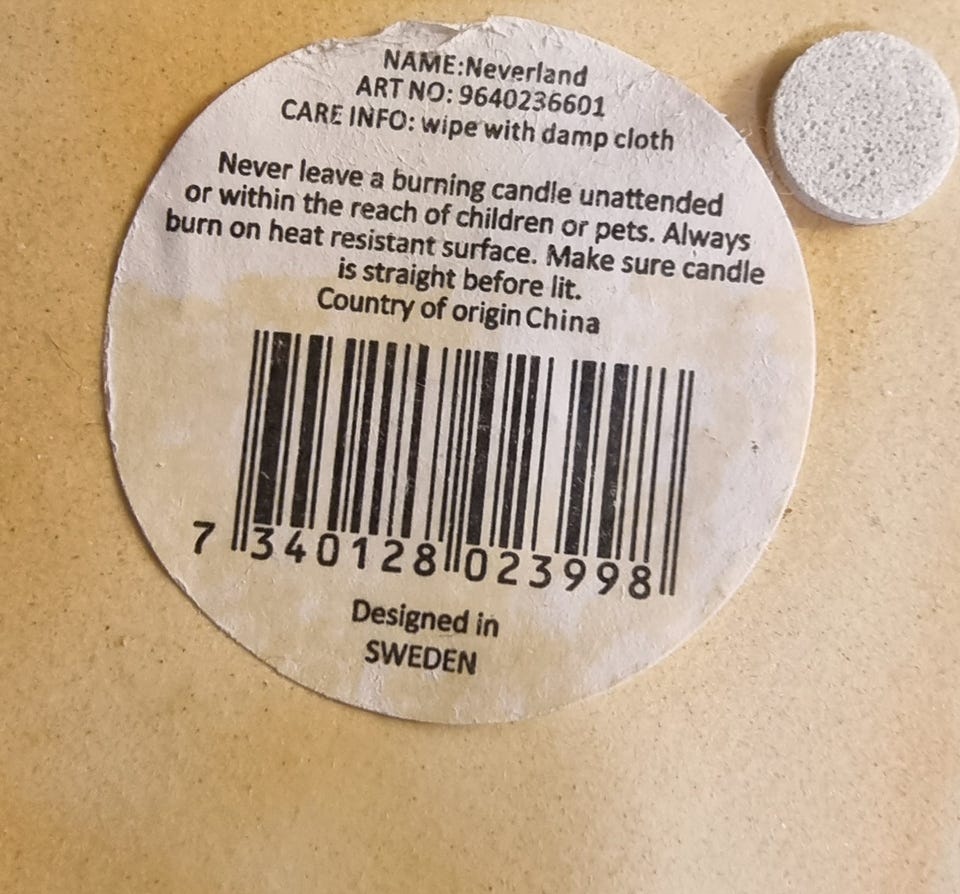 NAME:Neverland
ART NO: 9640236601
CARE INFO: wipe with damp cloth
Never leave a burning candle unattended
or within the reach of children or pets. Always
burn on heat resistant surface. Make sure candle
is straight before lit.
Country of origin China
7 340128 023998
Designed in
SWEDEN